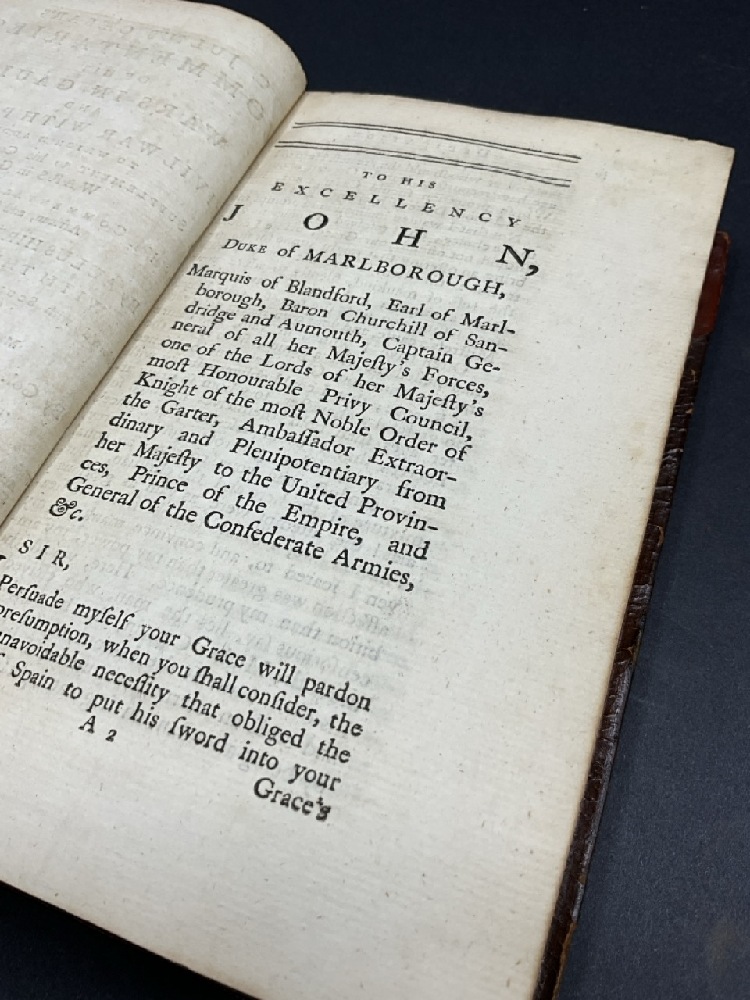 TO HIS
EXCELLENCY
JOHN,
DUKE of MARLBOROUGH,
Marquis of Blandford, Earl of Marl-
borough, Baron Churchill of San-
dridge and Aumouth, Captain Ge-
neral of all her Majeſty's Forces,
one of the Lords of her Majeſty's
moſt Honourable Privy Council,
Knight of the moſt Noble Order of
the Garter, Ambaſſador Extraor-
dinary and Plenipotentiary from
her Majeſty to the United Provin-
ces, Prince of the Empire, and
General of the Confederate Armies,
&c.
SIR,
Perſuade myſelf your Grace will pardon
when you ſhall conſider, the
neceſſity that obliged the
Spain to put his ſword into your
A 2
Grace's